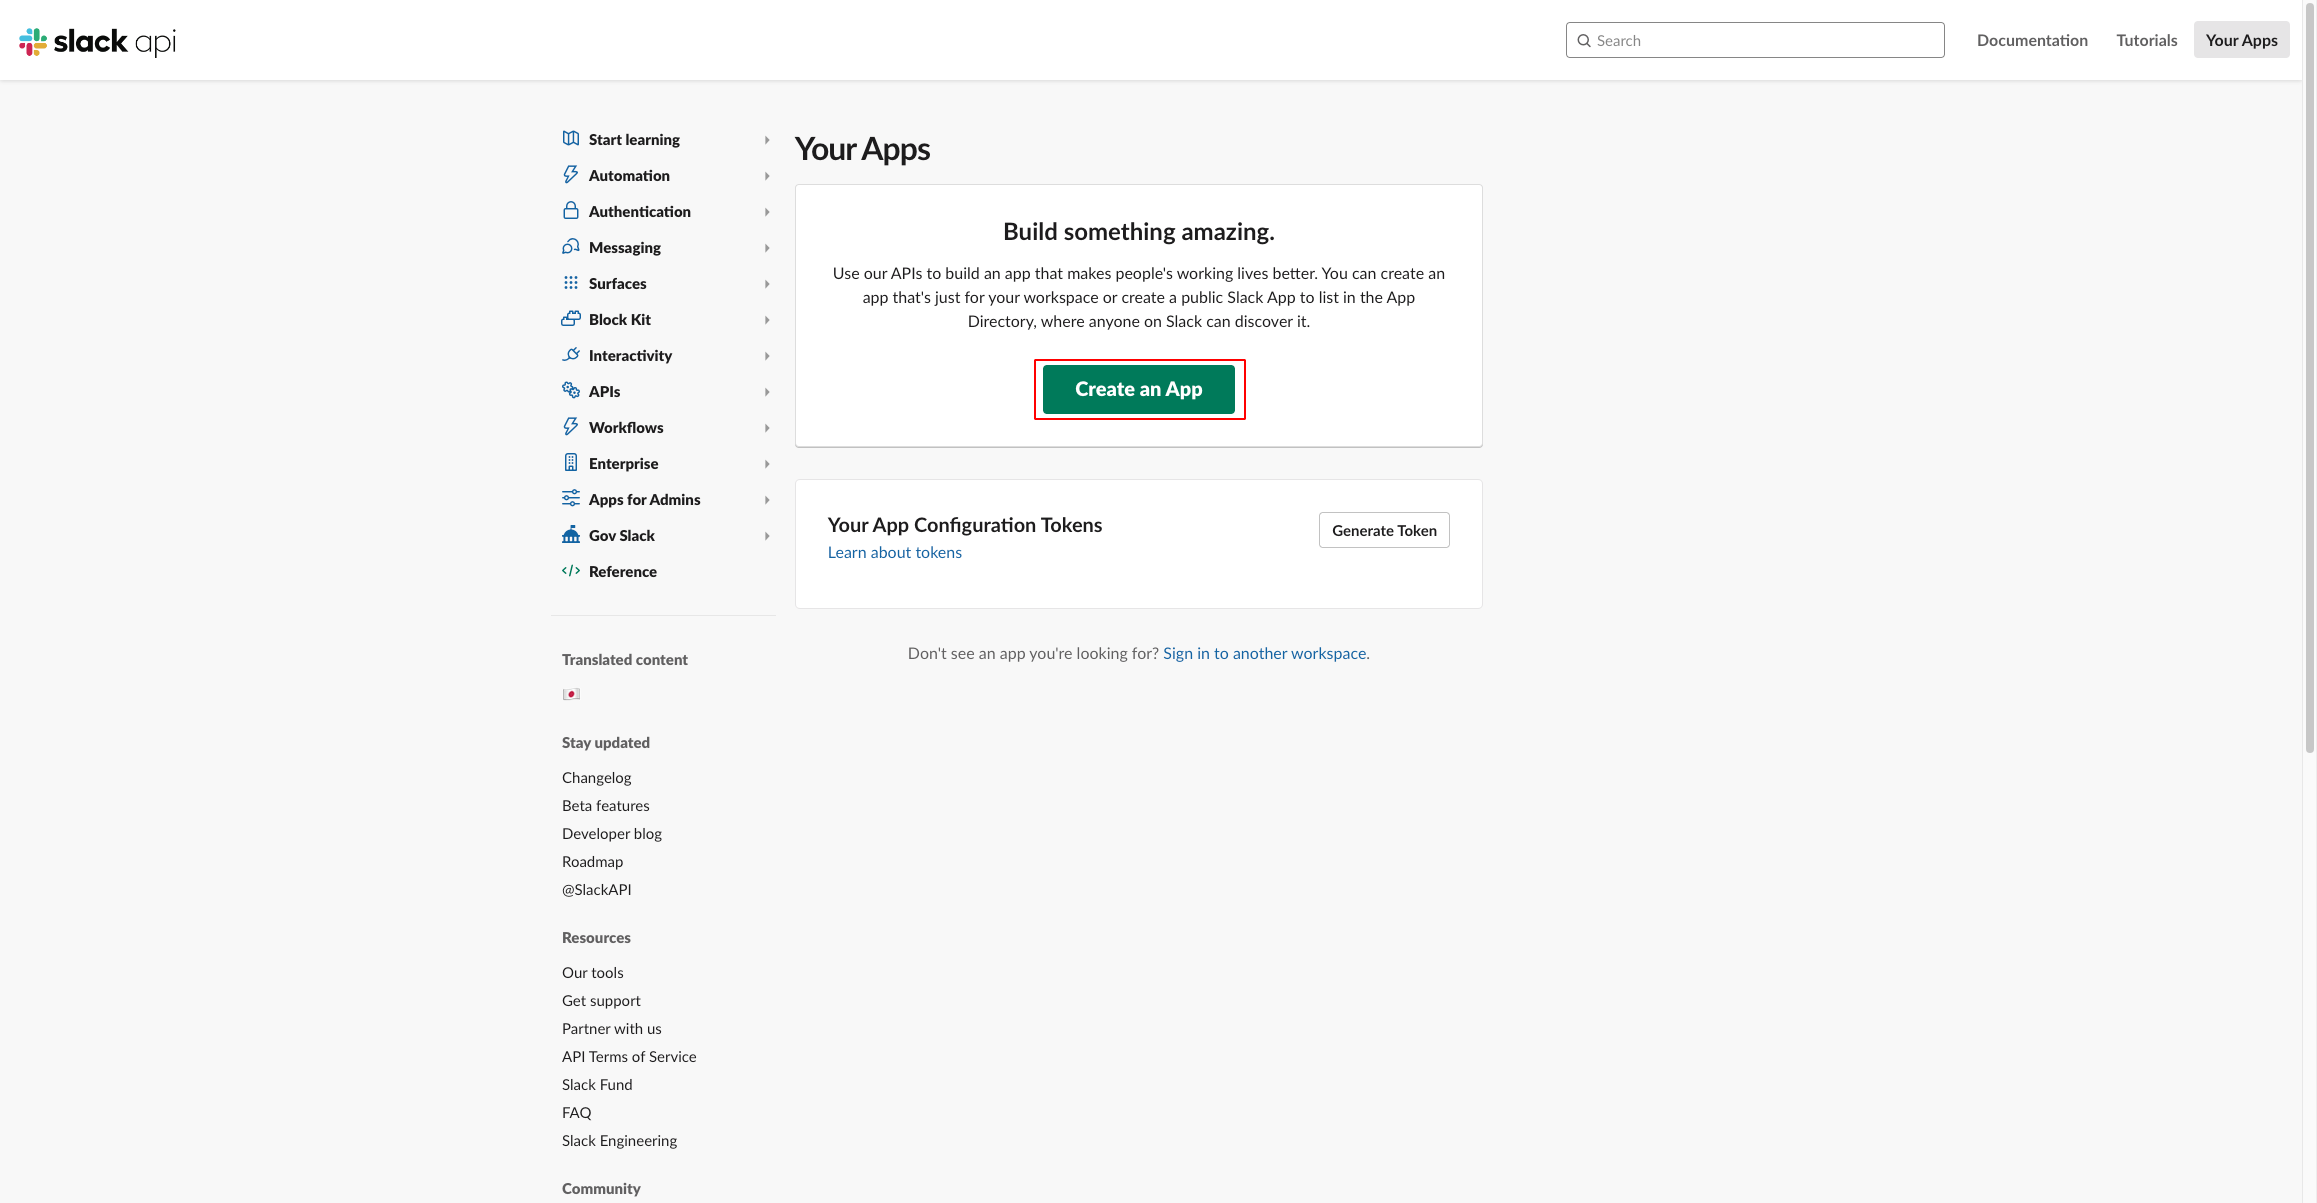 slack api
Search
Documentation
Tutorials
Your Apps
Start learning
Automation
Authentication
Messaging
Surfaces
Block Kit
Interactivity
APIs
Workflows
Enterprise
Apps for Admins
Gov Slack
Reference
Translated content
Stay updated
Changelog
Beta features
Developer blog
Roadmap
@SlackAPI
Resources
Our tools
Get support
Partner with us
API Terms of Service
Slack Fund
FAQ
Slack Engineering
Community
Your Apps
Build something amazing.
Use our APIs to build an app that makes people's working lives better. You can create an
app that's just for your workspace or create a public Slack App to list in the App
Directory, where anyone on Slack can discover it.
Create an App
Your App Configuration Tokens
Learn about tokens
Generate Token
Don't see an app you're looking for? Sign in to another workspace.